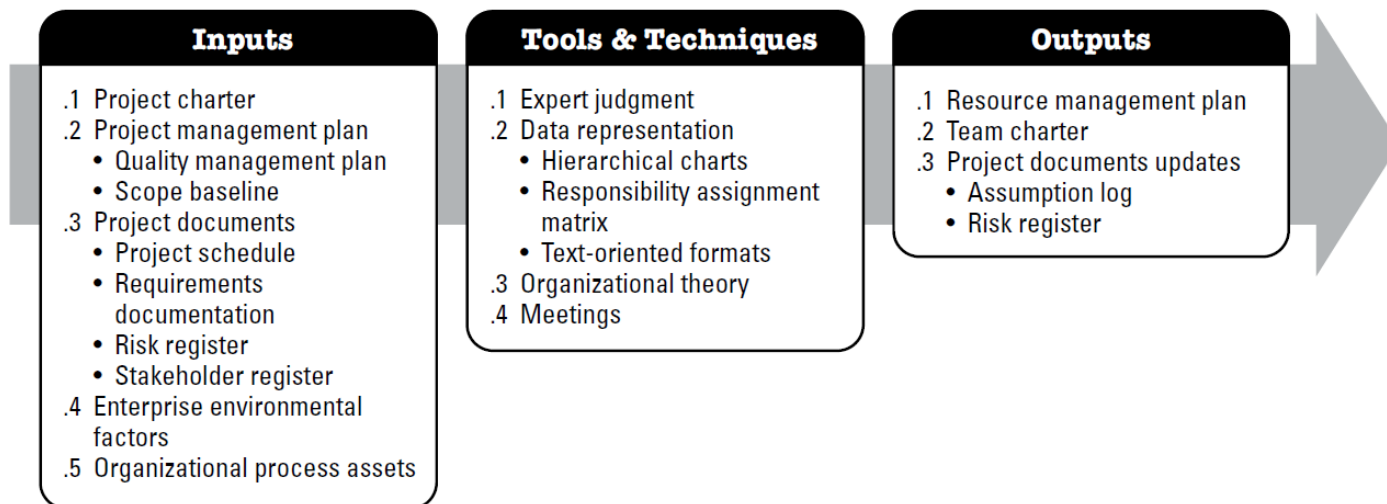 Inputs
.1 Project charter
.2 Project management plan
• Quality management plan
• Scope baseline
.3 Project documents
• Project schedule
• Requirements
documentation
• Risk register
• Stakeholder register
.4 Enterprise environmental
factors
.5 Organizational process assets
Tools & Techniques
.1 Expert judgment
.2 Data representation
• Hierarchical charts
• Responsibility assignment
matrix
• Text-oriented formats
.3 Organizational theory
.4 Meetings
Outputs
.1 Resource management plan
.2 Team charter
.3 Project documents updates
• Assumption log
• Risk register